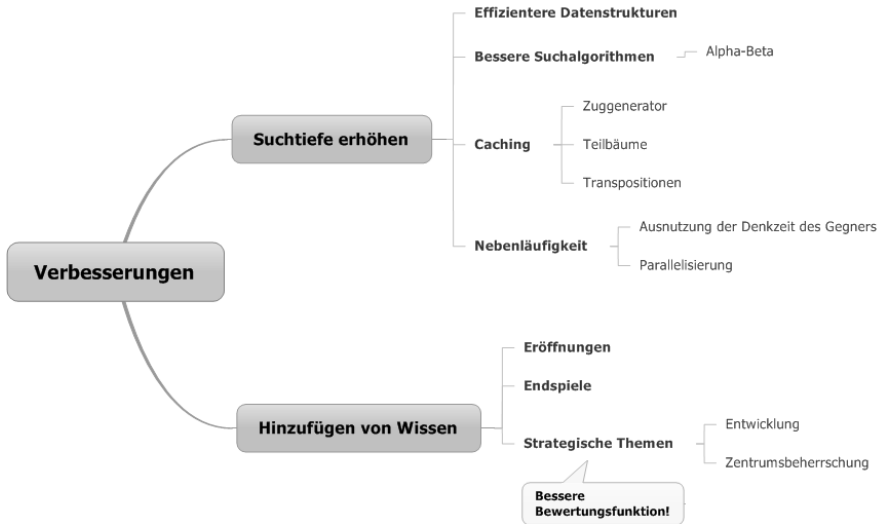 Verbesserungen
Suchtiefe erhöhen
Effizientere Datenstrukturen
Bessere Suchalgorithmen
Alpha-Beta
Caching
Zuggenerator
Teilbäume
Transpositionen
Nebenläufigkeit
Ausnutzung der Denkzeit des Gegners
Parallelisierung
Hinzufügen von Wissen
Eröffnungen
Endspiele
Strategische Themen
Entwicklung
Zentrumsbeherrschung
Bessere
Bewertungsfunktion!